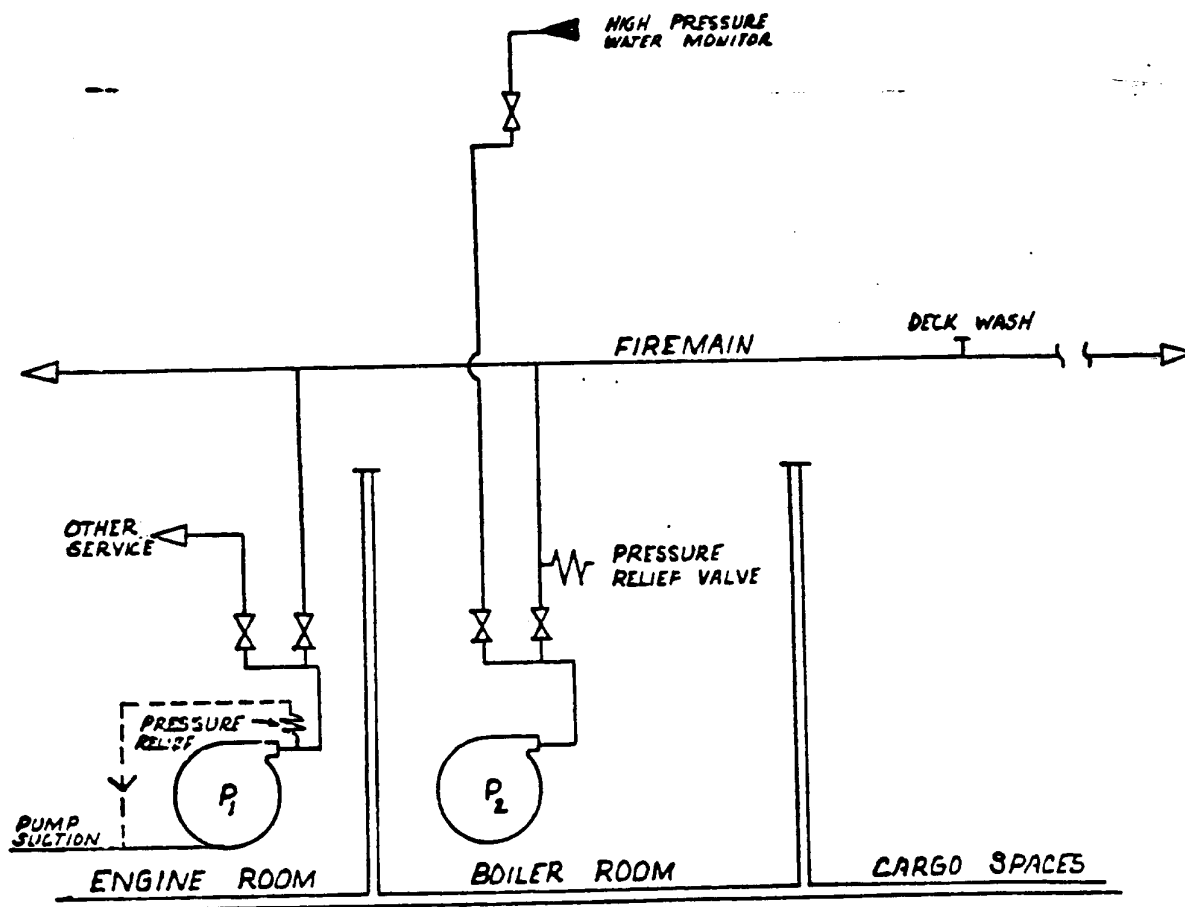 HIGH PRESSURE
WATER MONITOR
DECK WASH
FIREMAIN
OTHER
SERVICE
PRESSURE
RELIEF VALVE
PRESSURE
RELIEF
P1
P2
PUMP
SUCTION
ENGINE ROOM
BOILER ROOM
CARGO SPACES